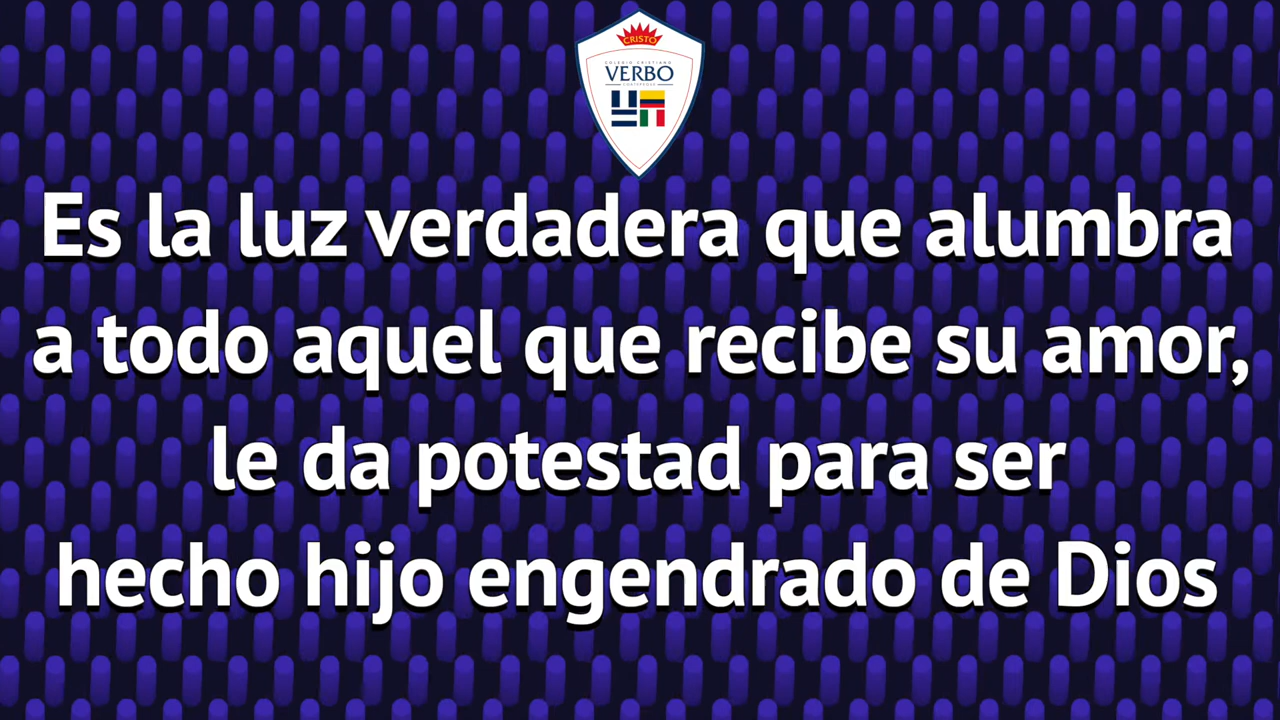 CRISTO
COLEGIO CRISTIANO
VERBO
Es la luz verdadera que alumbra
a todo aquel que recibe su amor,
le da potestad para ser
hecho hijo engendrado de Dios